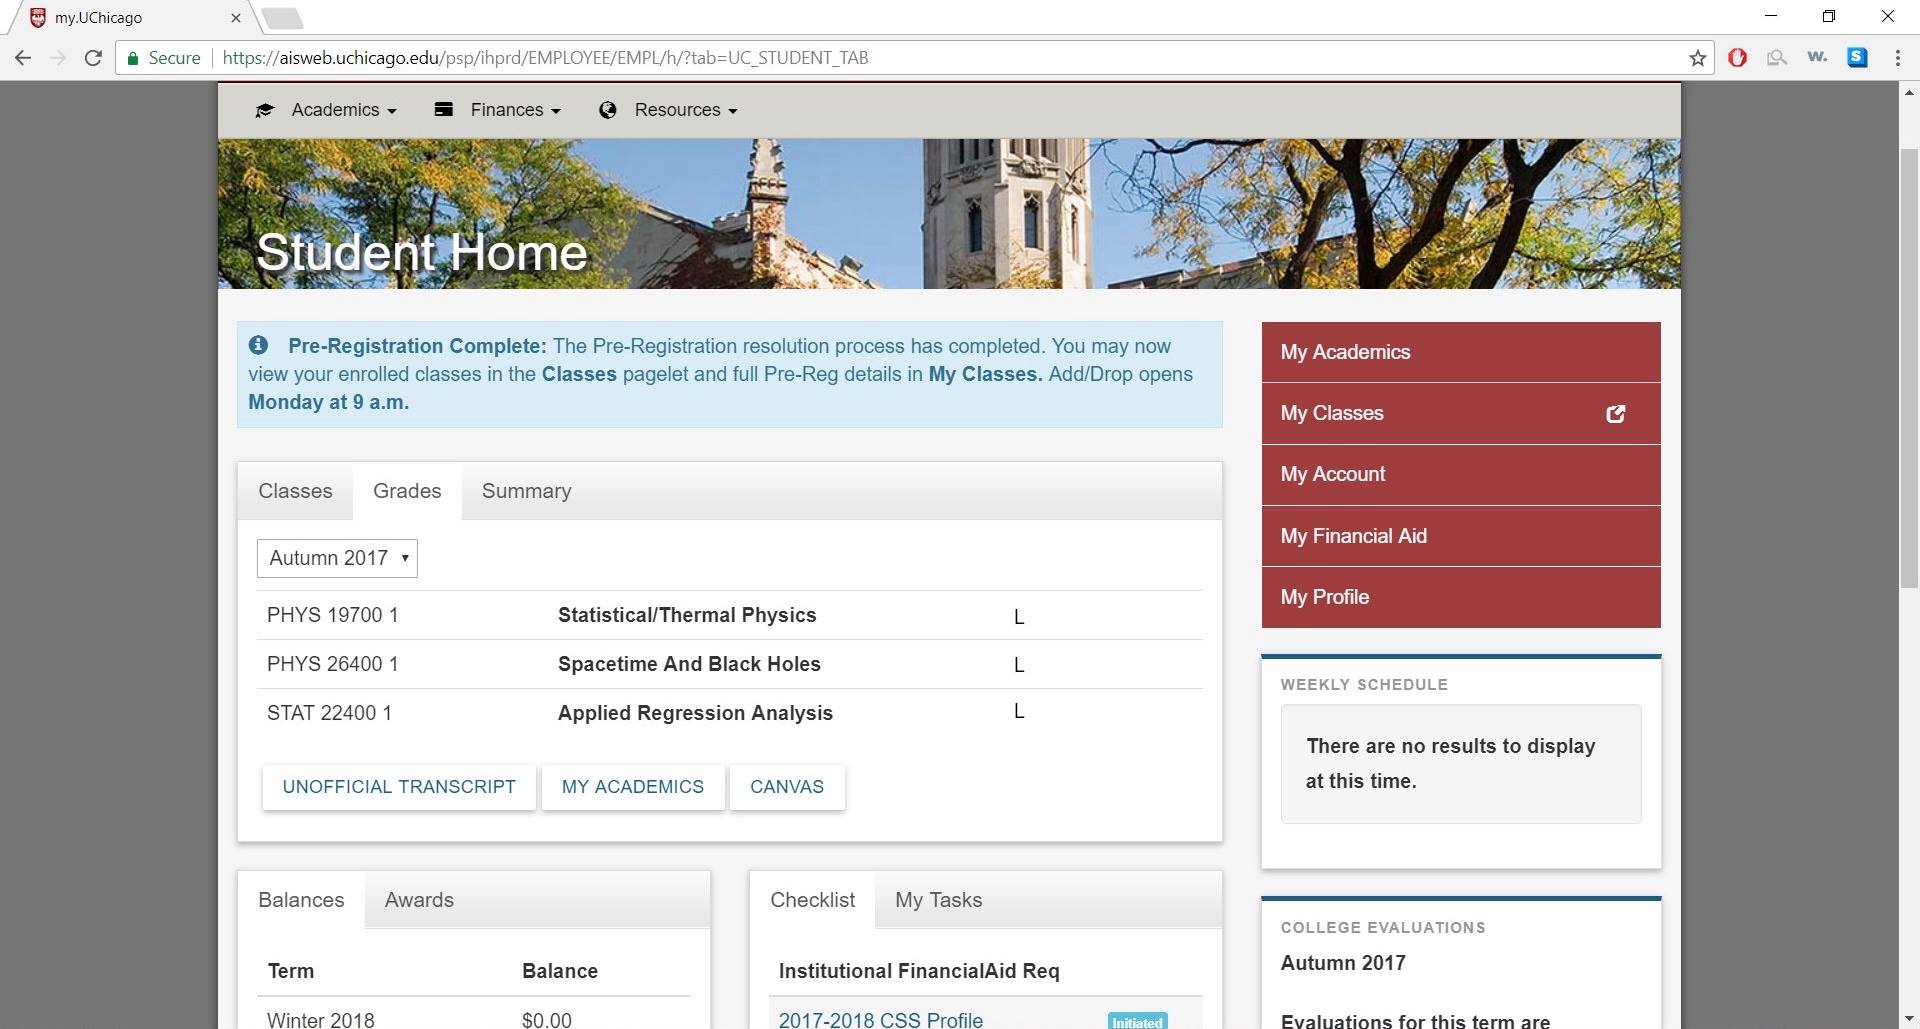 my.UChicago
Secure https://aisweb.uchicago.edu/psp/ihprd/EMPLOYEE/EMPL/h/?tab=UC_STUDENT_TAB
w.
S
Academics Finances Resources
Student Home
Pre-Registration Complete: The Pre-Registration resolution process has completed. You may now
view your enrolled classes in the Classes pagelet and full Pre-Reg details in My Classes. Add/Drop opens
Monday at 9 a.m.
Classes Grades Summary
Autumn 2017
PHYS 19700 1 Statistical/Thermal Physics L
PHYS 26400 1 Spacetime And Black Holes L
STAT 22400 1 Applied Regression Analysis L
UNOFFICIAL TRANSCRIPT MY ACADEMICS CANVAS
Balances Awards
Term Balance
Winter 2018 $0.00
Checklist My Tasks
Institutional FinancialAid Req
2017-2018 CSS Profile Initiated
My Academics
My Classes
My Account
My Financial Aid
My Profile
WEEKLY SCHEDULE
There are no results to display
at this time.
COLLEGE EVALUATIONS
Autumn 2017
Evaluations for this term are